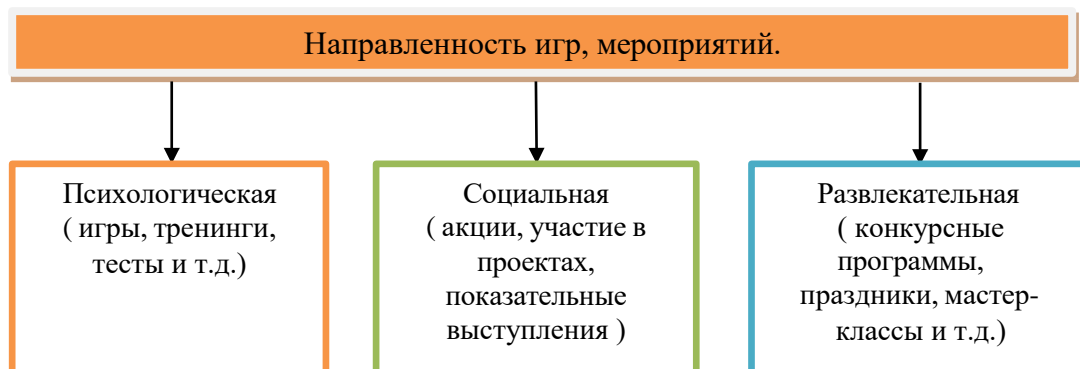 Направленность игр, мероприятий.
Психологическая
( игры, тренинги,
тесты и т.д.)
Социальная
( акции, участие в
проектах,
показательные
выступления )
Развлекательная
( конкурсные
программы,
праздники, мастер-
классы и т.д.)